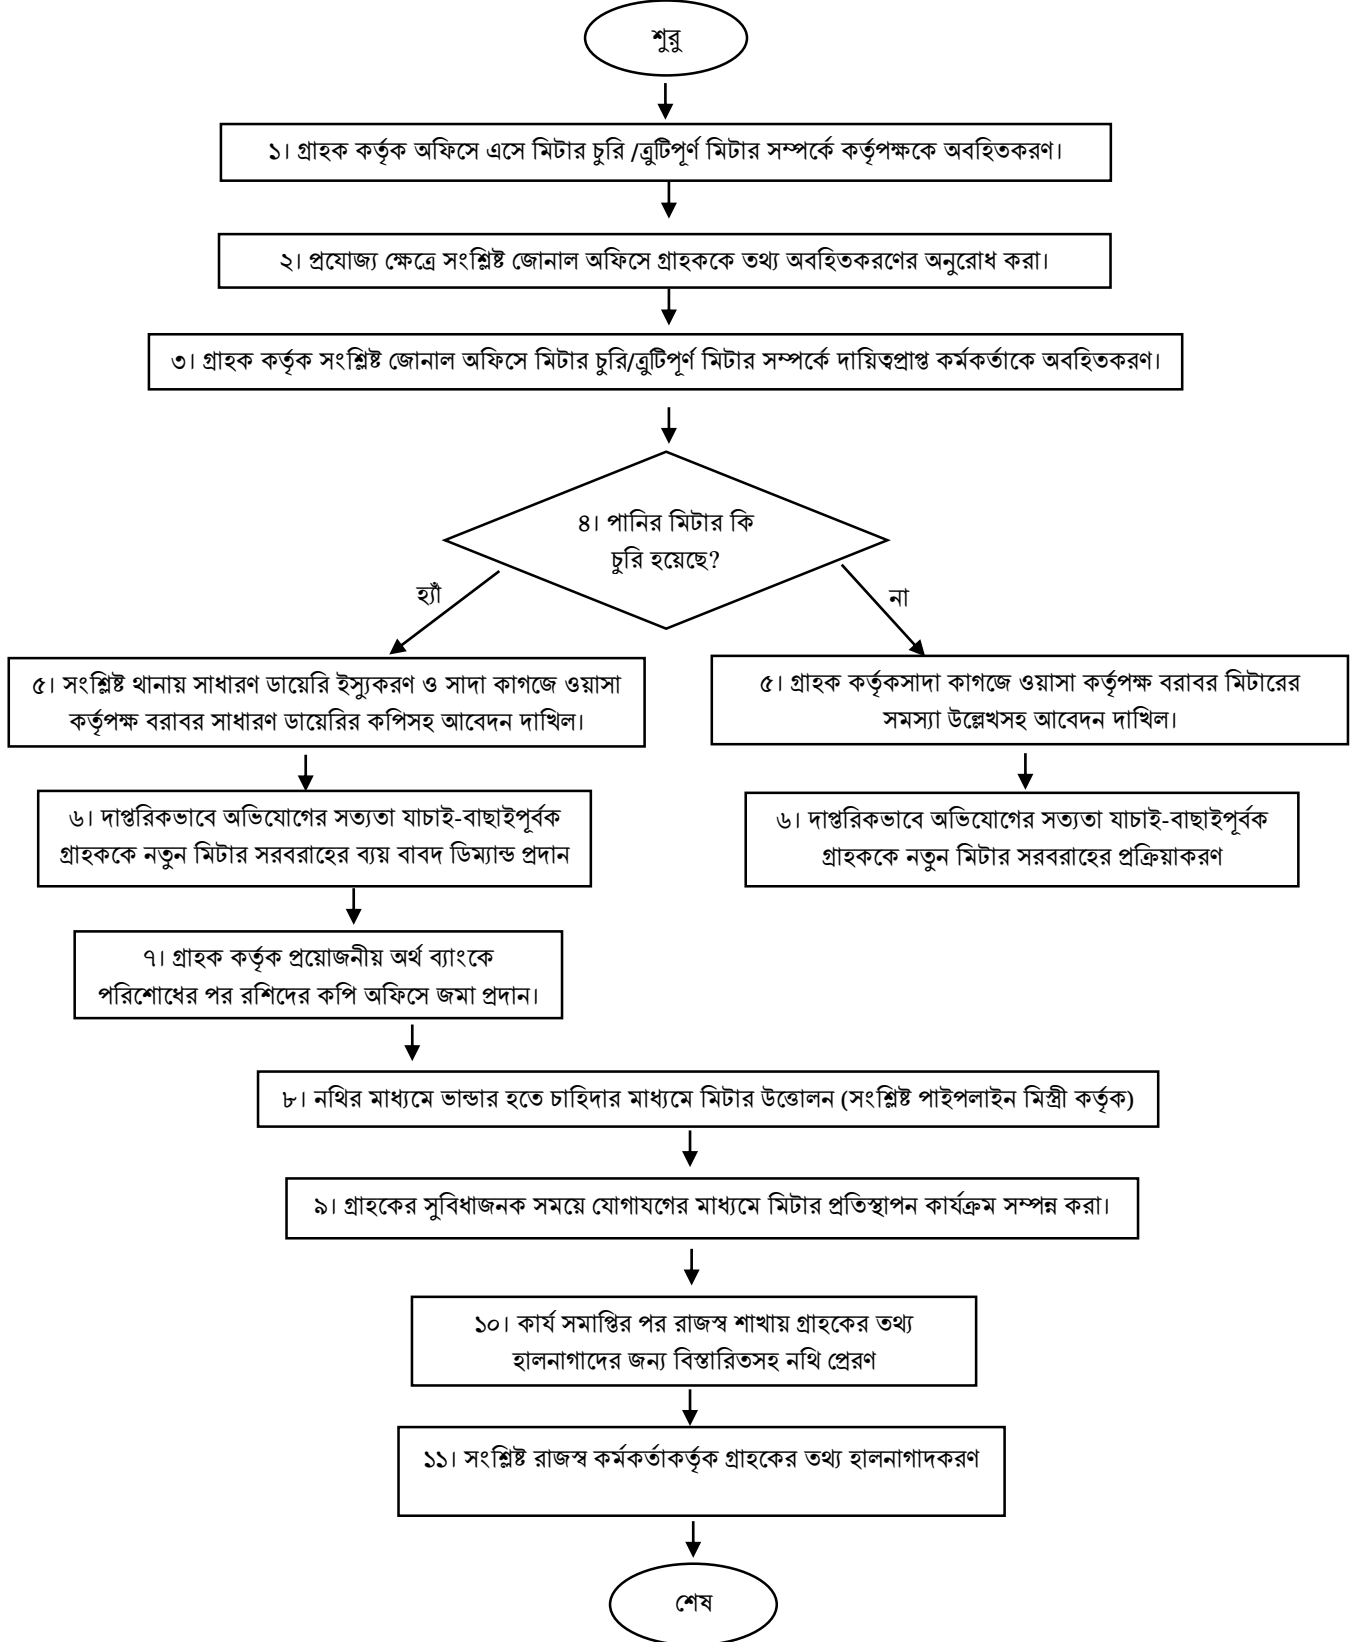 শুরু
১। গ্রাহক কর্তৃক অফিসে এসে মিটার চুরি /ত্রুটিপূর্ণ মিটার সম্পর্কে কর্তৃপক্ষকে অবহিতকরণ।
২। প্রযোজ্য ক্ষেত্রে সংশ্লিষ্ট জোনাল অফিসে গ্রাহককে তথ্য অবহিতকরণের অনুরোধ করা।
৩। গ্রাহক কর্তৃক সংশ্লিষ্ট জোনাল অফিসে মিটার চুরি/ত্রুটিপূর্ণ মিটার সম্পর্কে দায়িত্বপ্রাপ্ত কর্মকর্তাকে অবহিতকরণ।
৪। পানির মিটার কি
চুরি হয়েছে?
হ্যাঁ
না
৫। সংশ্লিষ্ট থানায় সাধারণ ডায়েরি ইস্যুকরণ ও সাদা কাগজে ওয়াসা
কর্তৃপক্ষ বরাবর সাধারণ ডায়েরির কপিসহ আবেদন দাখিল।
৫। গ্রাহক কর্তৃকসাদা কাগজে ওয়াসা কর্তৃপক্ষ বরাবর মিটারের
সমস্যা উল্লেখসহ আবেদন দাখিল।
৬। দাপ্তরিকভাবে অভিযোগের সত্যতা যাচাই-বাছাইপূর্বক
গ্রাহককে নতুন মিটার সরবরাহের ব্যয় বাবদ ডিম্যান্ড প্রদান
৬। দাপ্তরিকভাবে অভিযোগের সত্যতা যাচাই-বাছাইপূর্বক
গ্রাহককে নতুন মিটার সরবরাহের প্রক্রিয়াকরণ
৭। গ্রাহক কর্তৃক প্রয়োজনীয় অর্থ ব্যাংকে
পরিশোধের পর রশিদের কপি অফিসে জমা প্রদান।
৮। নথির মাধ্যমে ভান্ডার হতে চাহিদার মাধ্যমে মিটার উত্তোলন (সংশ্লিষ্ট পাইপলাইন মিস্ত্রী কর্তৃক)
৯। গ্রাহকের সুবিধাজনক সময়ে যোগাযগের মাধ্যমে মিটার প্রতিস্থাপন কার্যক্রম সম্পন্ন করা।
১০। কার্য সমাপ্তির পর রাজস্ব শাখায় গ্রাহকের তথ্য
হালনাগাদের জন্য বিস্তারিতসহ নথি প্রেরণ
১১। সংশ্লিষ্ট রাজস্ব কর্মকর্তাকর্তৃক গ্রাহকের তথ্য হালনাগাদকরণ
শেষ